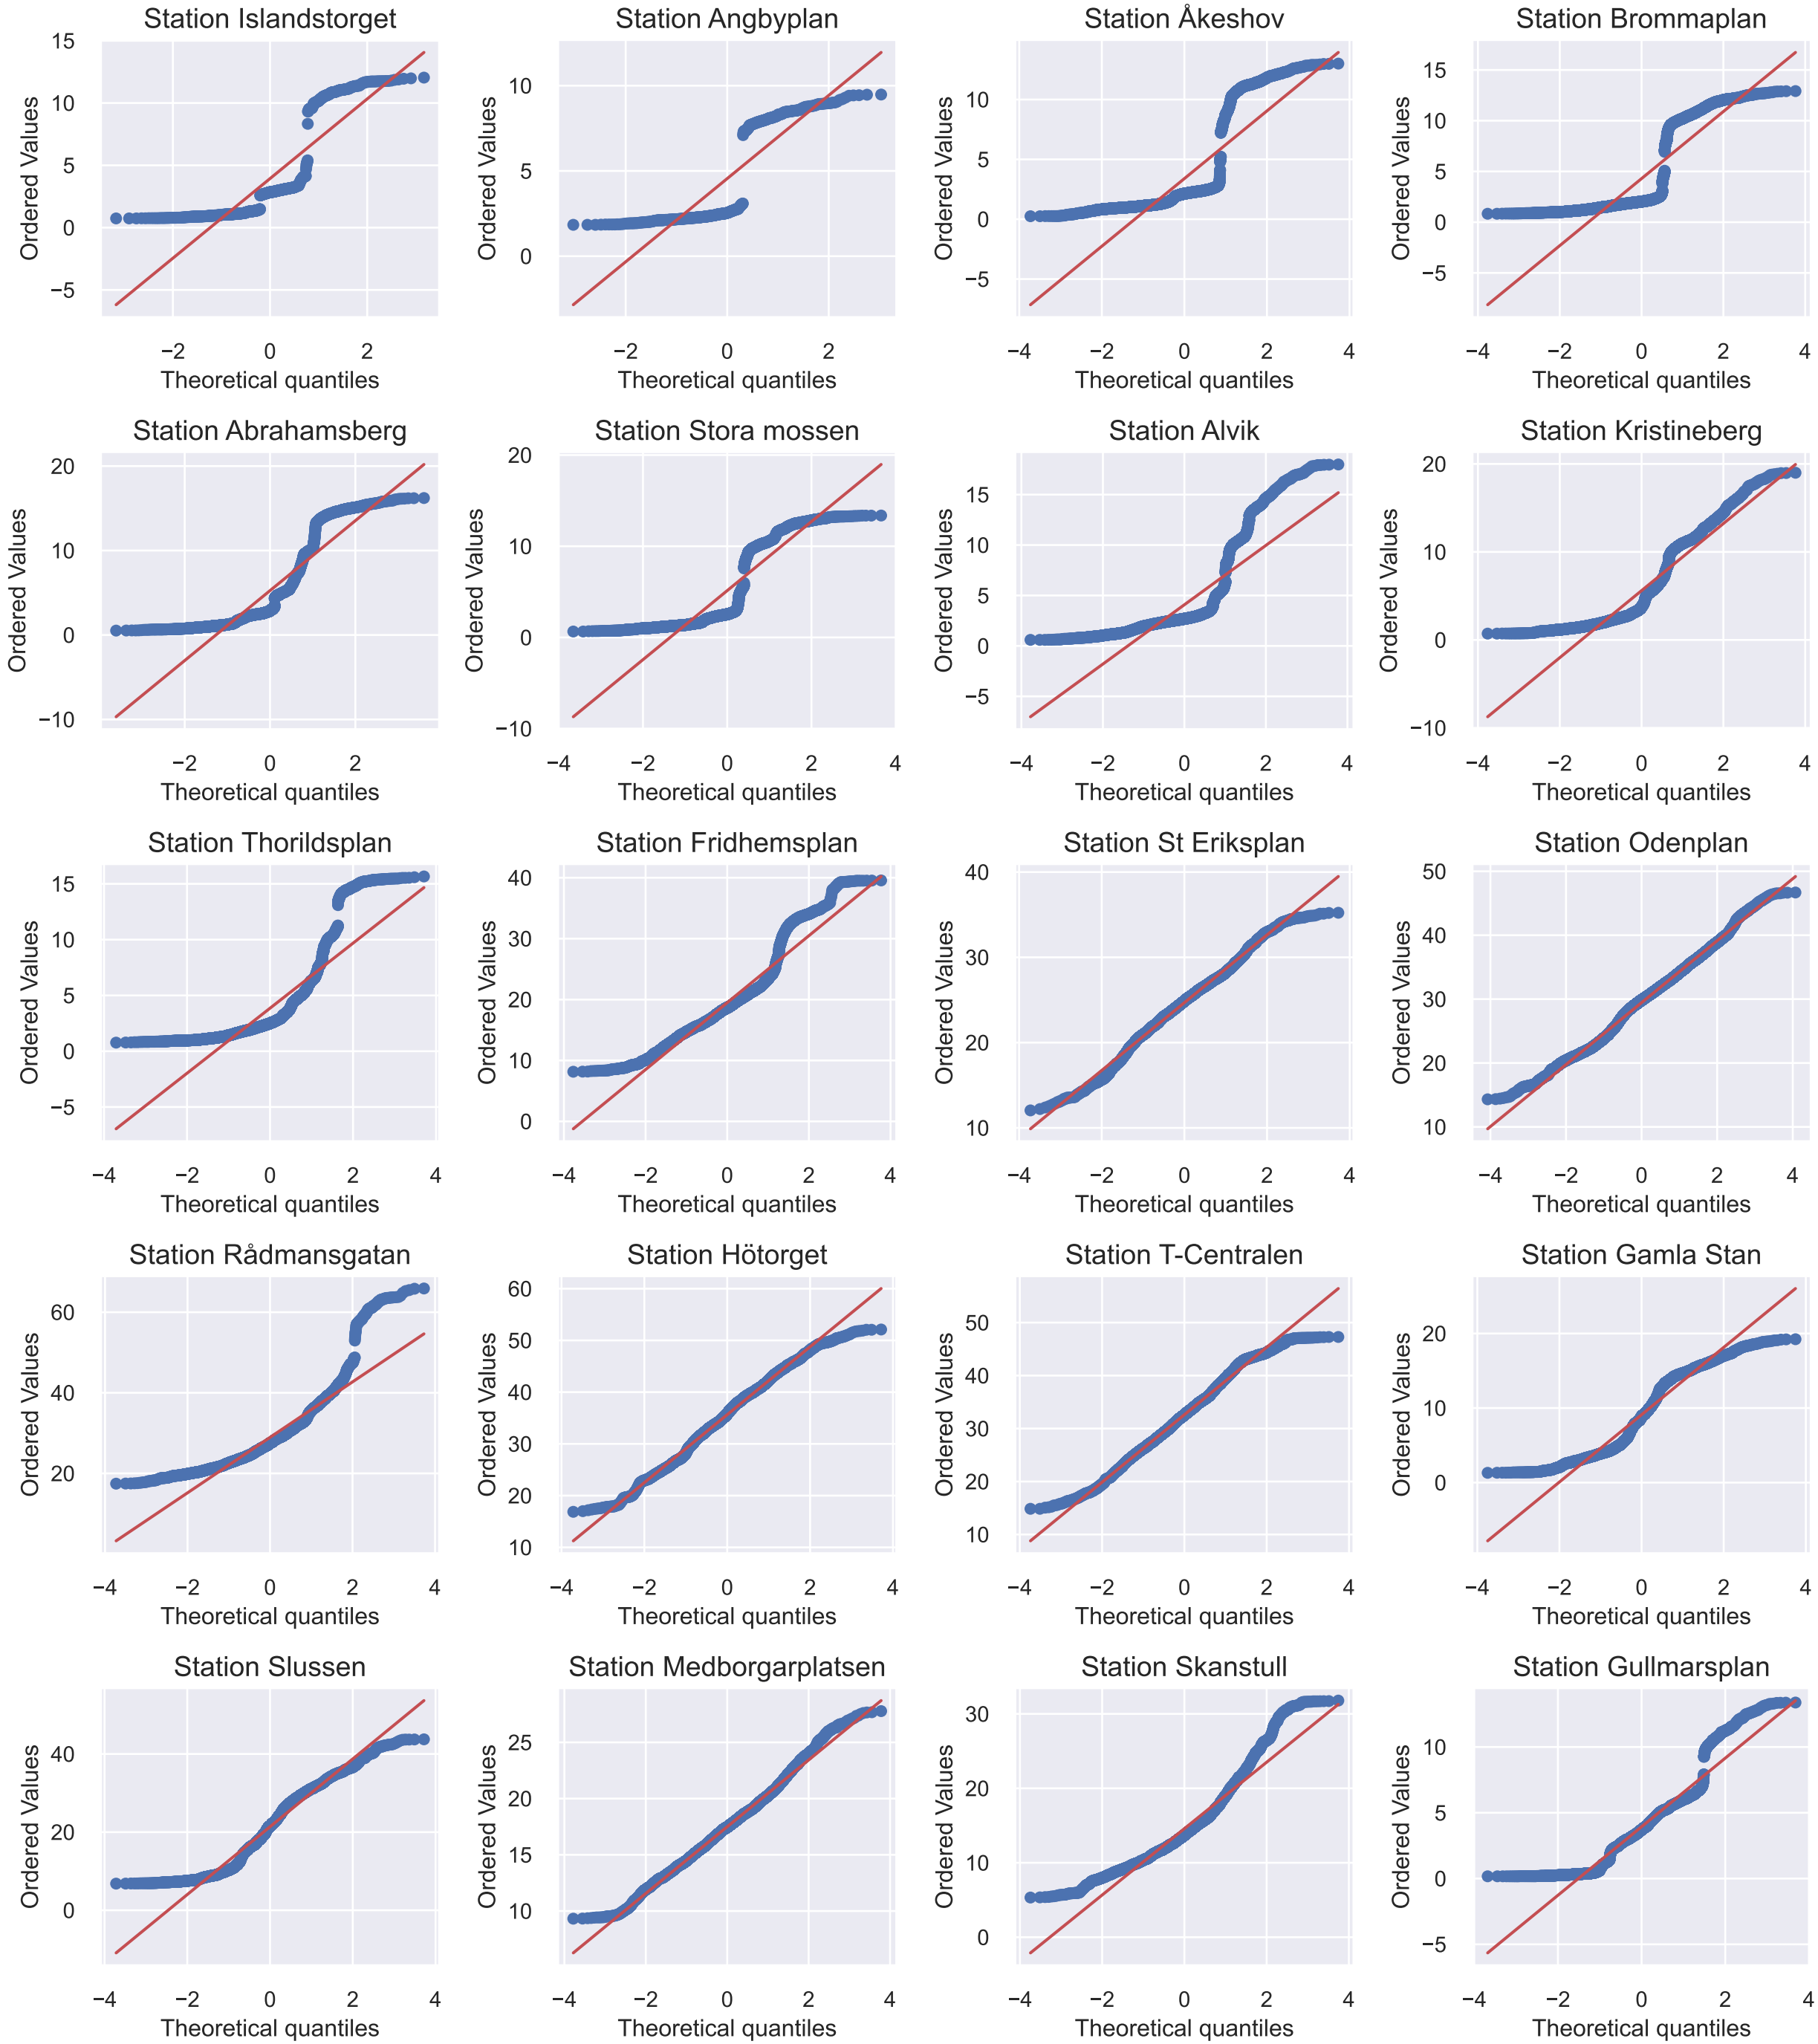 Station Islandstorget
15
10
5
0
−5
Ordered Values
−2 0 2
Theoretical quantiles
Station Angbyplan
10
5
0
Ordered Values
−2 0 2
Theoretical quantiles
Station Åkeshov
10
5
0
−5
Ordered Values
−4 −2 0 2 4
Theoretical quantiles
Station Brommaplan
15
10
5
0
−5
Ordered Values
−4 −2 0 2 4
Theoretical quantiles
Station Abrahamsberg
20
10
0
−10
Ordered Values
−2 0 2
Theoretical quantiles
Station Stora mossen
20
10
0
−10
Ordered Values
−4 −2 0 2 4
Theoretical quantiles
Station Alvik
15
10
5
0
−5
Ordered Values
−4 −2 0 2 4
Theoretical quantiles
Station Kristineberg
20
10
0
−10
Ordered Values
−4 −2 0 2 4
Theoretical quantiles
Station Thorildsplan
15
10
5
0
−5
Ordered Values
−4 −2 0 2 4
Theoretical quantiles
Station Fridhemsplan
40
30
20
10
0
Ordered Values
−4 −2 0 2 4
Theoretical quantiles
Station St Eriksplan
40
30
20
10
Ordered Values
−4 −2 0 2 4
Theoretical quantiles
Station Odenplan
50
40
30
20
10
Ordered Values
−4 −2 0 2 4
Theoretical quantiles
Station Rådmansgatan
60
40
20
Ordered Values
−4 −2 0 2 4
Theoretical quantiles
Station Hötorget
60
50
40
30
20
10
Ordered Values
−4 −2 0 2 4
Theoretical quantiles
Station T-Centralen
50
40
30
20
10
Ordered Values
−4 −2 0 2 4
Theoretical quantiles
Station Gamla Stan
20
10
0
Ordered Values
−4 −2 0 2 4
Theoretical quantiles
Station Slussen
40
20
0
Ordered Values
−4 −2 0 2 4
Theoretical quantiles
Station Medborgarplatsen
25
20
15
10
Ordered Values
−4 −2 0 2 4
Theoretical quantiles
Station Skanstull
30
20
10
0
Ordered Values
−4 −2 0 2 4
Theoretical quantiles
Station Gullmarsplan
10
5
0
−5
Ordered Values
−4 −2 0 2 4
Theoretical quantiles